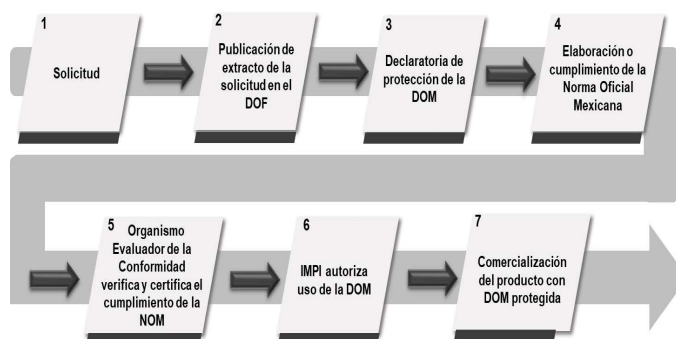 1
Solicitud
2
Publicación de
extracto de la
solicitud en el
DOF
3
Declaratoria de
protección de la
DOM
4
Elaboración o
cumplimiento de la
Norma Oficial
Mexicana
5
Organismo
Evaluador de la
Conformidad
verifica y certifica el
cumplimiento de la
NOM
6
IMPI autoriza
uso de la DOM
7
Comercialización
del producto con
DOM protegida